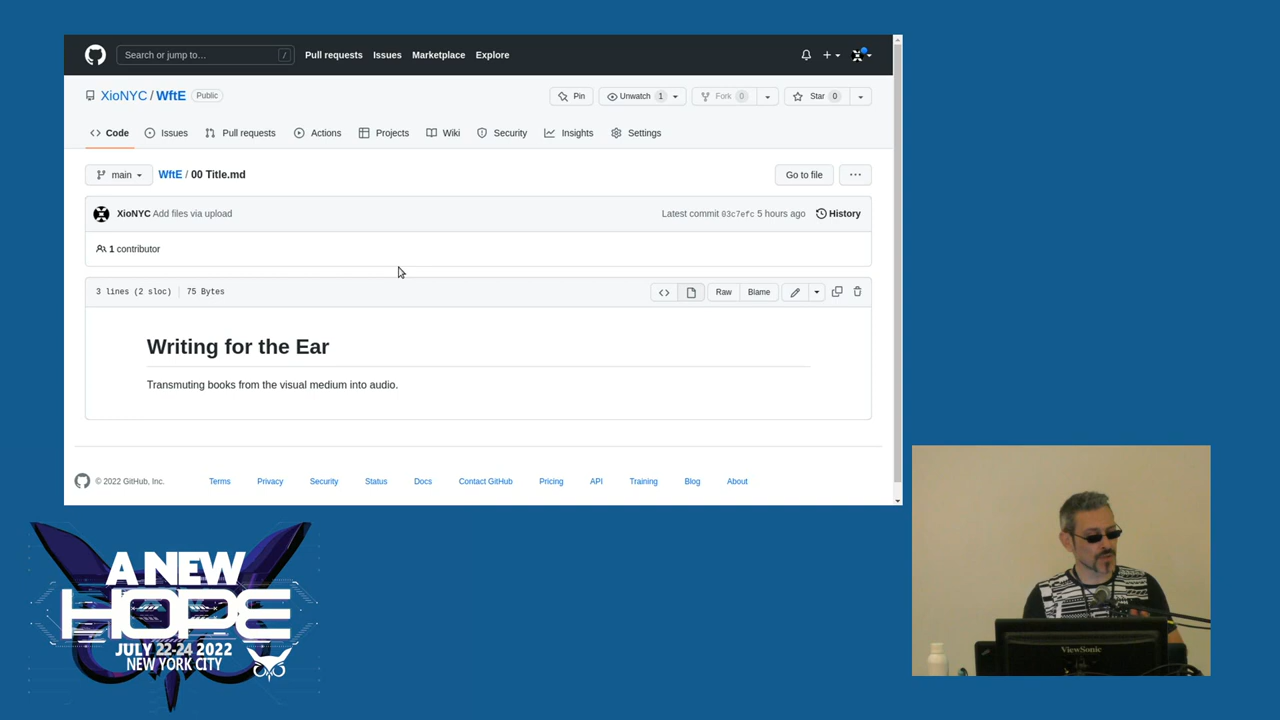 Search or jump to…
/
Pull requests
Issues
Marketplace
Explore
XioNYC / WftE
Public
Pin
Unwatch 1
Fork 0
Star 0
Code
Issues
Pull requests
Actions
Projects
Wiki
Security
Insights
Settings
main
WftE / 00 Title.md
Go to file
XioNYC Add files via upload
Latest commit 03c7efc 5 hours ago
History
1 contributor
3 lines (2 sloc)
75 Bytes
Raw
Blame
Writing for the Ear
Transmuting books from the visual medium into audio.
© 2022 GitHub, Inc.
Terms
Privacy
Security
Status
Docs
Contact GitHub
Pricing
API
Training
Blog
About
A NEW
HOPE
JULY 22-24 2022
NEW YORK CITY
ViewSonic